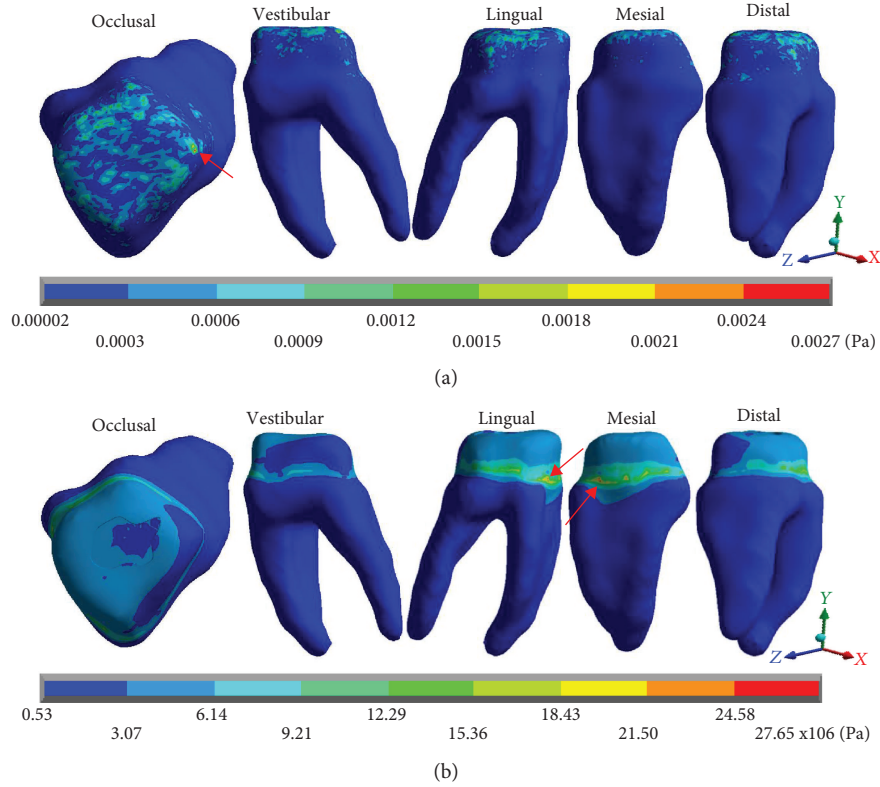 Occlusal Vestibular Lingual Mesial Distal
Y
Z X
0.00002 0.0006 0.0012 0.0018 0.0024
0.0003 0.0009 0.0015 0.0021 0.0027 (Pa)
(a)
Occlusal Vestibular Lingual Mesial Distal
Y
Z X
0.53 6.14 12.29 18.43 24.58
3.07 9.21 15.36 21.50 27.65 x106 (Pa)
(b)